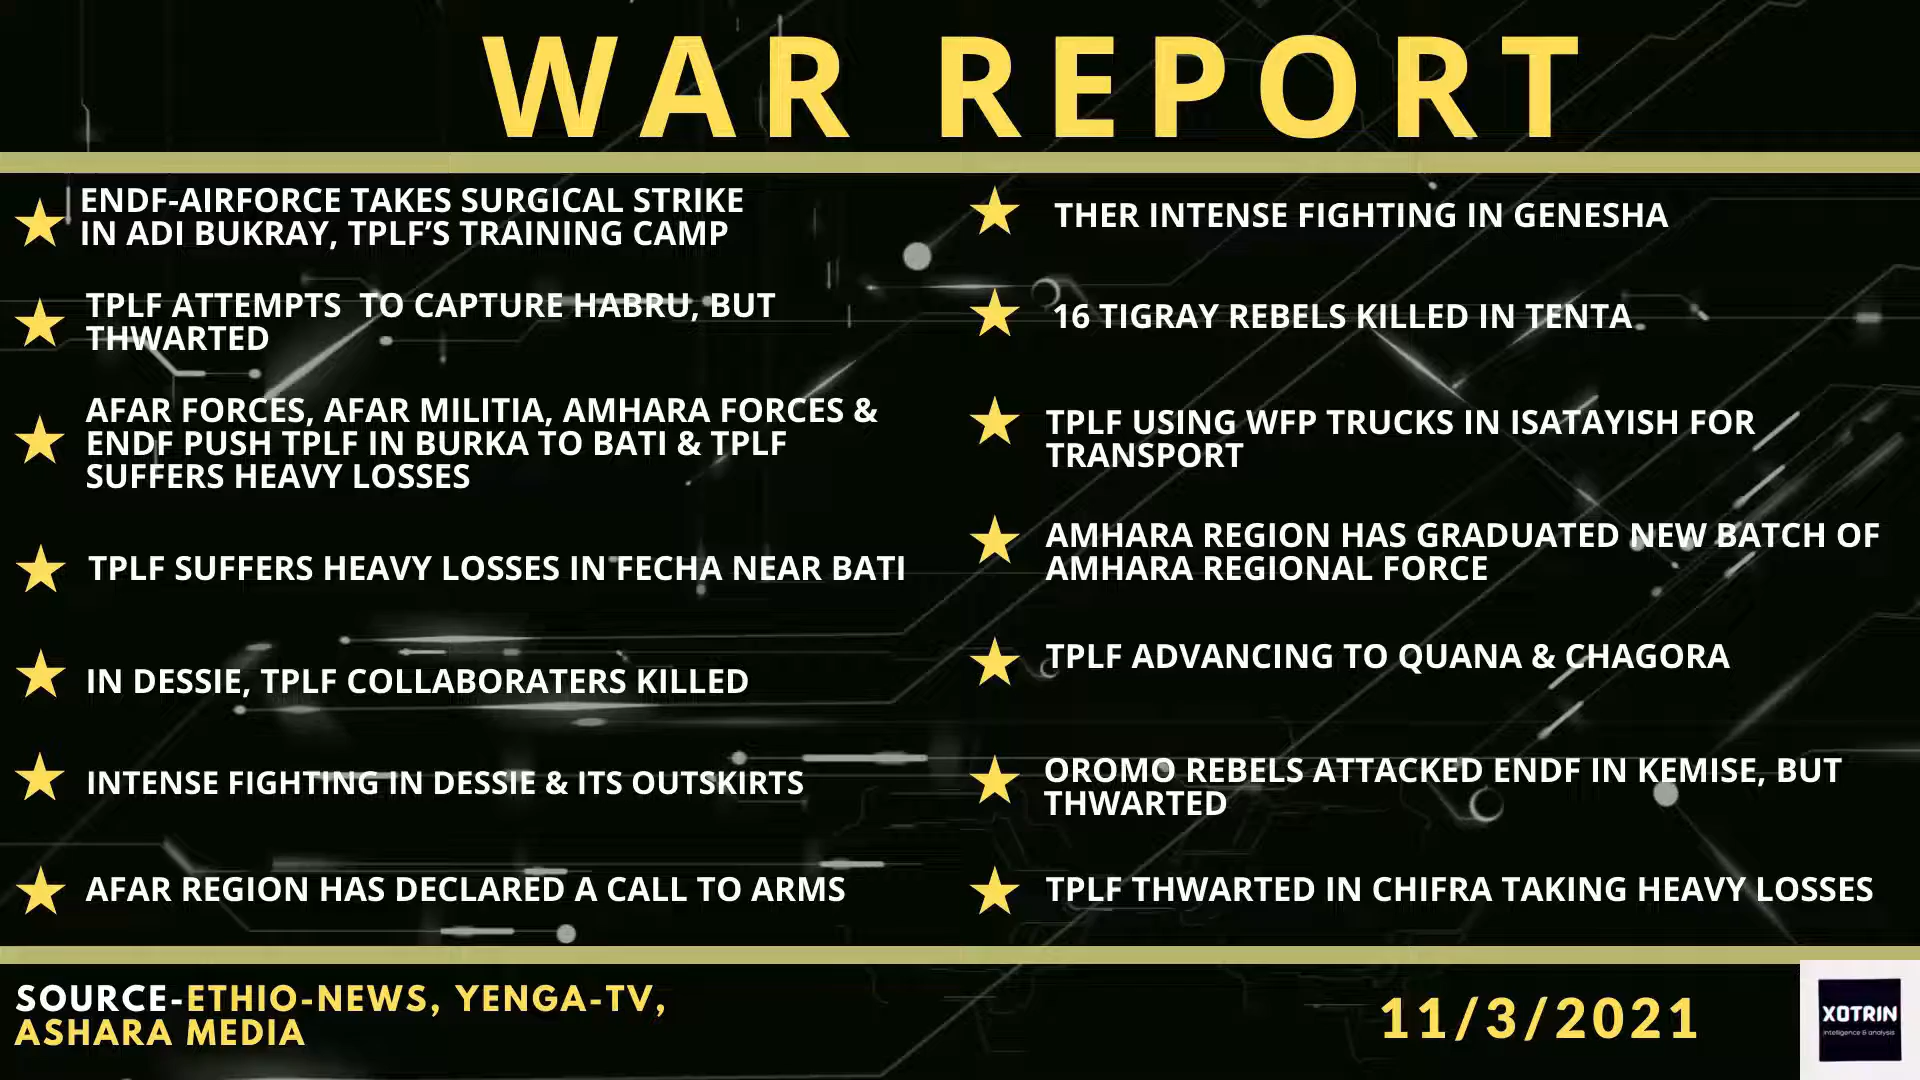 WAR REPORT
ENDF-AIRFORCE TAKES SURGICAL STRIKE
IN ADI BUKRAY, TPLF’S TRAINING CAMP
TPLF ATTEMPTS  TO CAPTURE HABRU, BUT
THWARTED
AFAR FORCES, AFAR MILITIA, AMHARA FORCES &
ENDF PUSH TPLF IN BURKA TO BATI & TPLF
SUFFERS HEAVY LOSSES
TPLF SUFFERS HEAVY LOSSES IN FECHA NEAR BATI
IN DESSIE, TPLF COLLABORATERS KILLED
INTENSE FIGHTING IN DESSIE & ITS OUTSKIRTS
AFAR REGION HAS DECLARED A CALL TO ARMS
THER INTENSE FIGHTING IN GENESHA
16 TIGRAY REBELS KILLED IN TENTA
TPLF USING WFP TRUCKS IN ISATAYISH FOR
TRANSPORT
AMHARA REGION HAS GRADUATED NEW BATCH OF
AMHARA REGIONAL FORCE
TPLF ADVANCING TO QUANA & CHAGORA
OROMO REBELS ATTACKED ENDF IN KEMISE, BUT
THWARTED
TPLF THWARTED IN CHIFRA TAKING HEAVY LOSSES
SOURCE-ETHIO-NEWS, YENGA-TV,
ASHARA MEDIA
11/3/2021
XOTRIN
intelligence & analysis